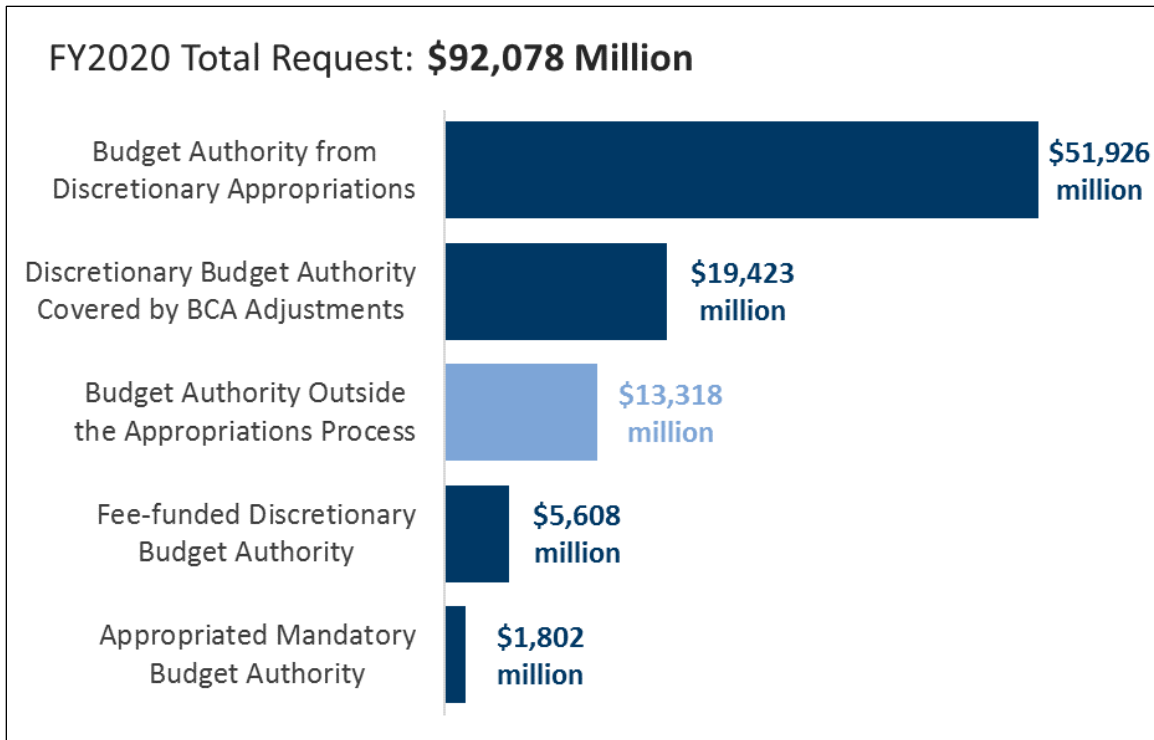 FY2020 Total Request: $92,078 Million
Budget Authority from
Discretionary Appropriations
$51,926
million
Discretionary Budget Authority
Covered by BCA Adjustments
$19,423
million
Budget Authority Outside
the Appropriations Process
$13,318
million
Fee-funded Discretionary
Budget Authority
$5,608
million
Appropriated Mandatory
Budget Authority
$1,802
million